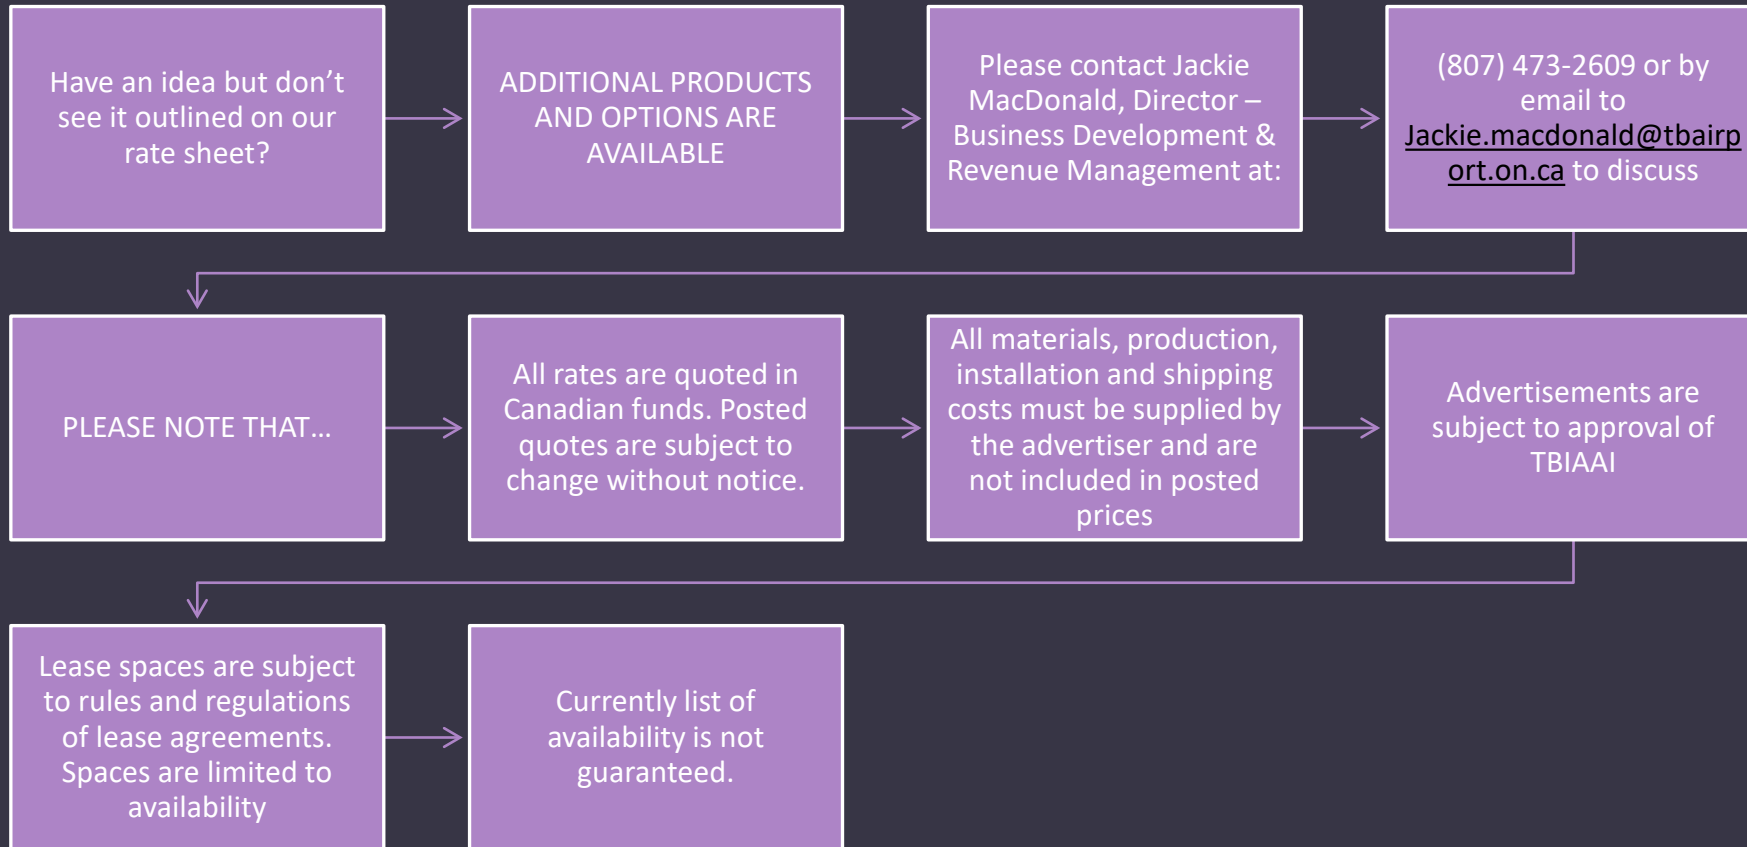 Have an idea but don’t
see it outlined on our
rate sheet?
ADDITIONAL PRODUCTS
AND OPTIONS ARE
AVAILABLE
Please contact Jackie
MacDonald, Director –
Business Development &
Revenue Management at:
(807) 473-2609 or by
email to
Jackie.macdonald@tbairp
ort.on.ca to discuss
PLEASE NOTE THAT…
All rates are quoted in
Canadian funds. Posted
quotes are subject to
change without notice.
All materials, production,
installation and shipping
costs must be supplied by
the advertiser and are
not included in posted
prices
Advertisements are
subject to approval of
TBIAAI
Lease spaces are subject
to rules and regulations
of lease agreements.
Spaces are limited to
availability
Currently list of
availability is not
guaranteed.